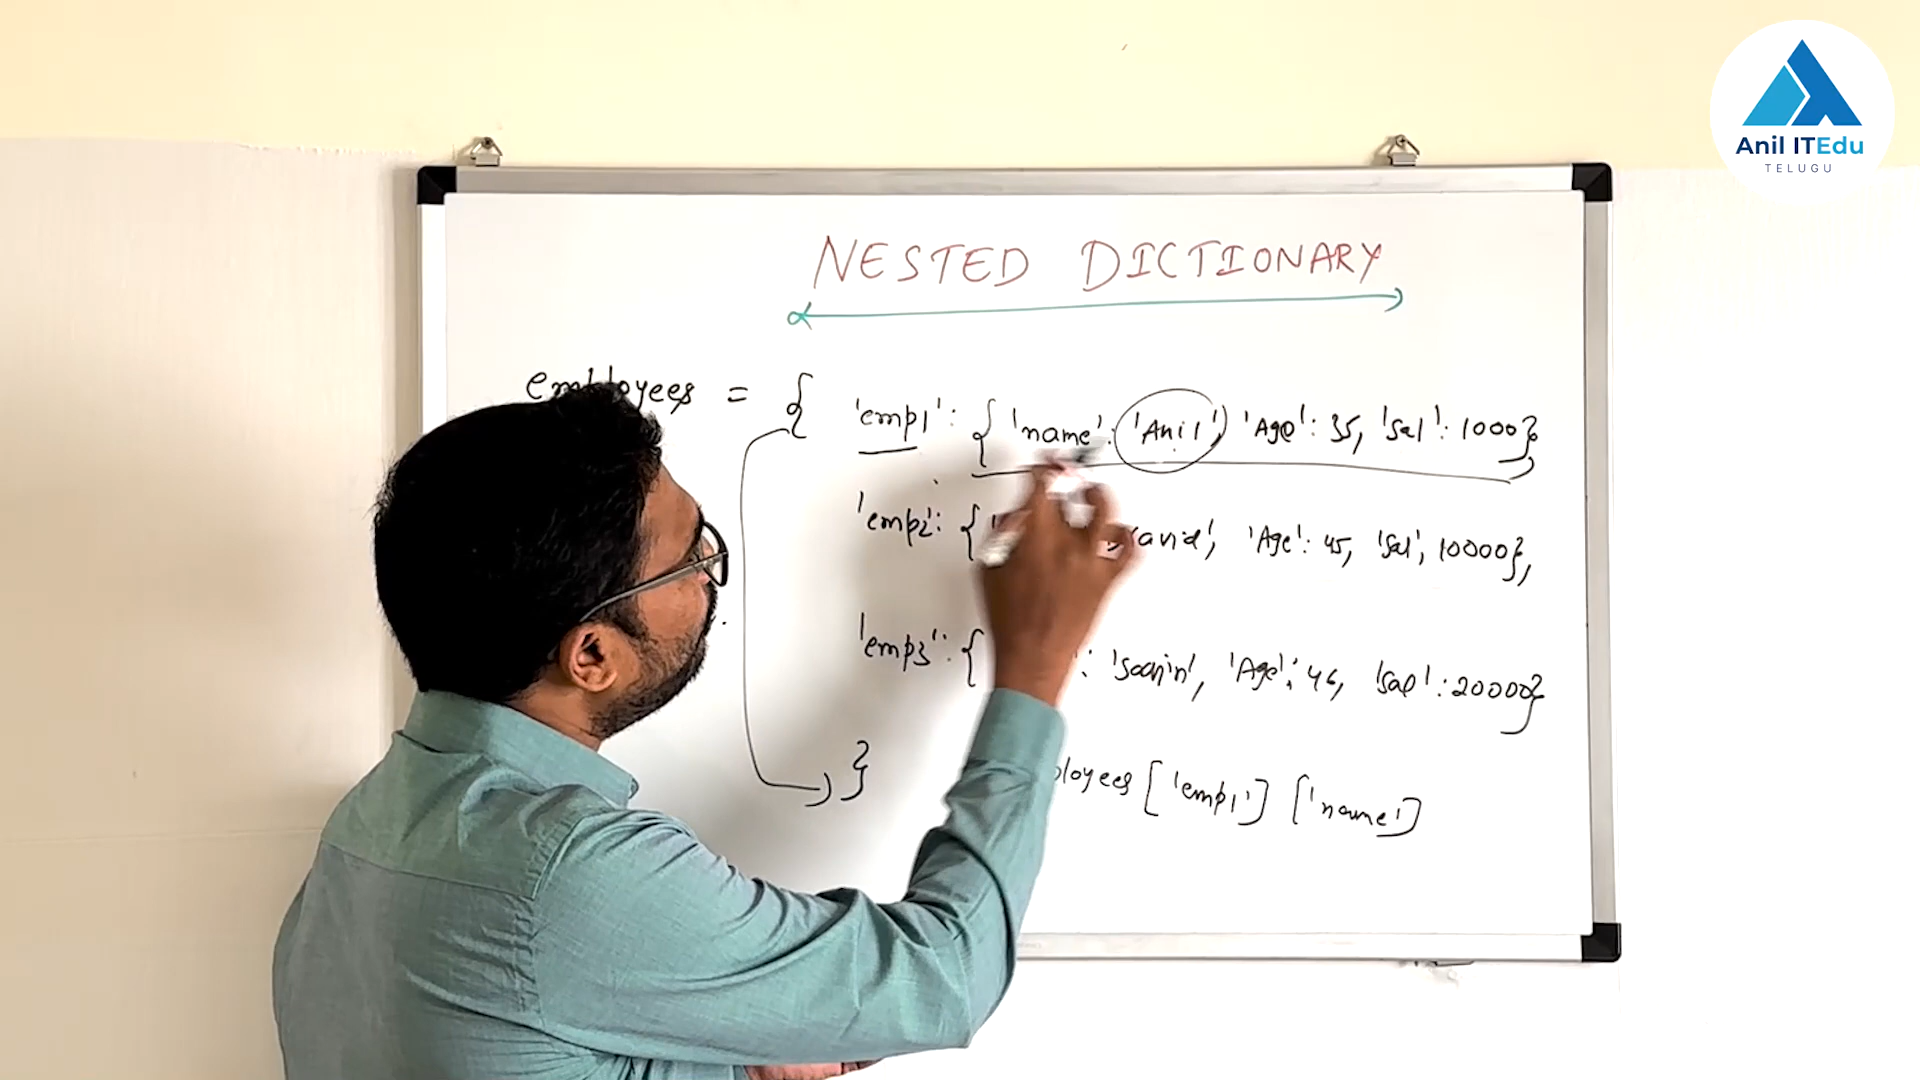 Anil ITEdu
TELUGU
NESTED DICTIONARY
employees = {
'emp1': { 'name': 'Anil', 'Age': 35, 'Sal': 1000}
'emp2': { 'Age': 45, 'Sal', 10000},
'emp3': { : 'Age': 46, 'Sal': 20000}
}
ployees ['emp1'] ['name']